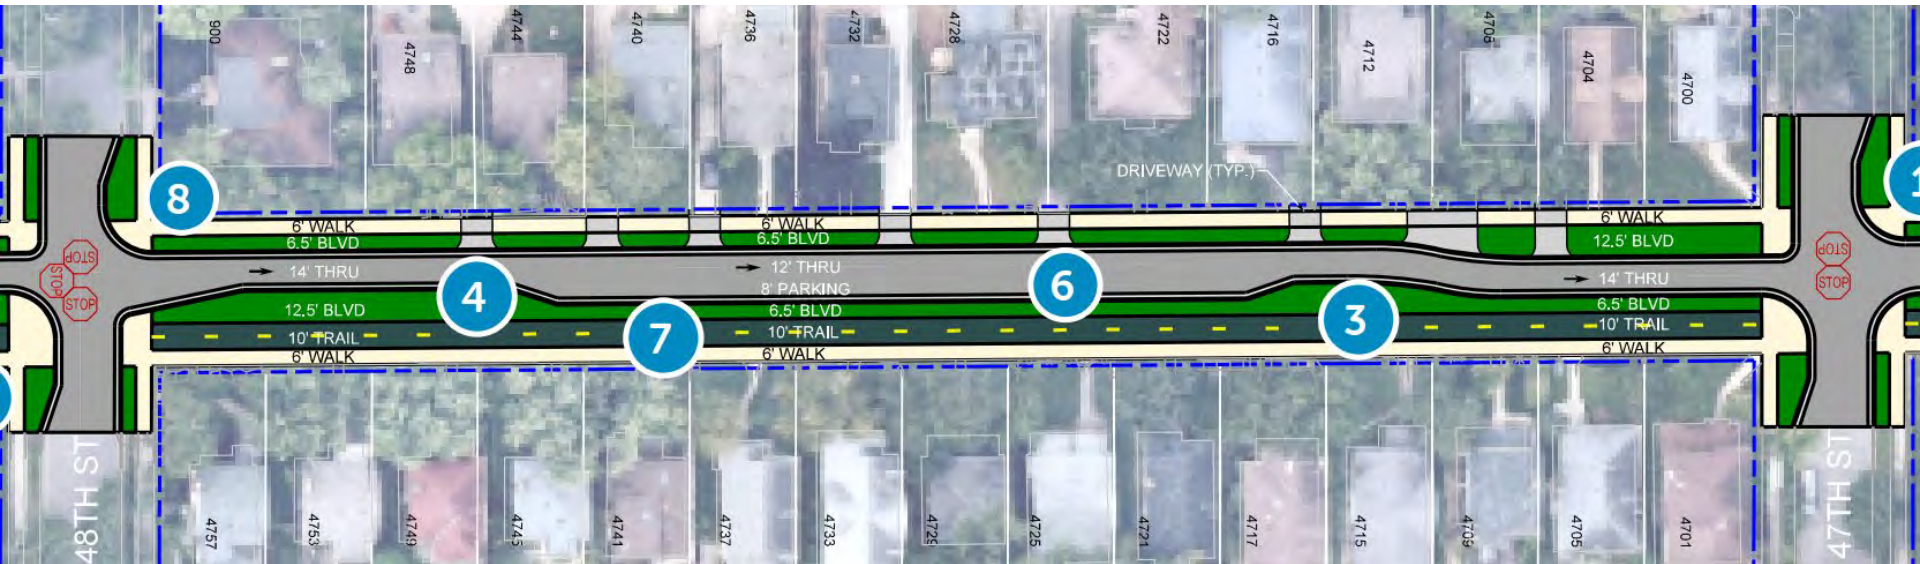 900
4748
4744
4740
4736
4732
4728
4722
4716
4712
4708
4704
4700
DRIVEWAY (TYP.)
8
1
6' WALK
6' WALK
6' WALK
6.5' BLVD
6.5' BLVD
12.5' BLVD
STOP
STOP
STOP
14' THRU
12' THRU
14' THRU
STOP
STOP
4
8' PARKING
6
3
12.5' BLVD
6.5' BLVD
6.5' BLVD
7
10' TRAIL
10' TRAIL
10' TRAIL
6' WALK
6' WALK
6' WALK
48TH ST
4757
4753
4749
4745
4741
4737
4733
4729
4725
4721
4717
4715
4709
4705
4701
47TH ST